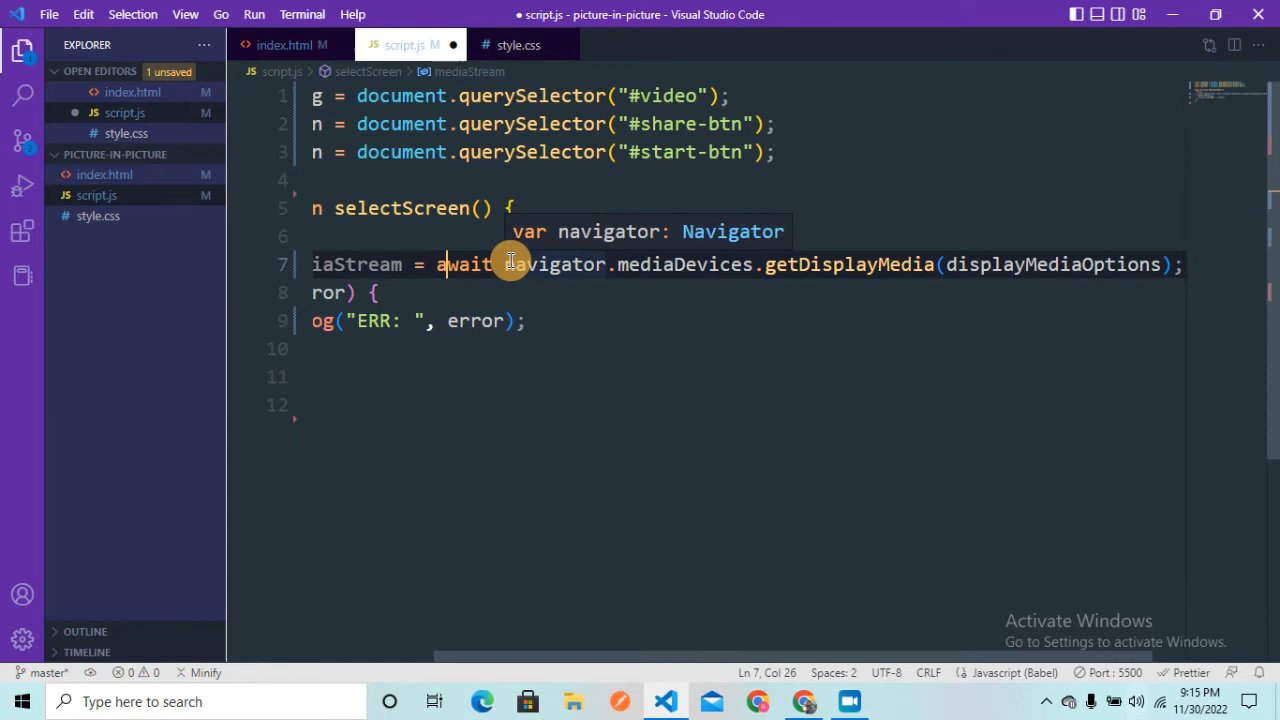 File Edit Selection View Go Run Terminal Help
● script.js - picture-in-picture - Visual Studio Code
EXPLORER ···
index.html M
JS script.js M ●
# style.css
OPEN EDITORS 1 unsaved
JS script.js > selectScreen > mediaStream
index.html M
● JS script.js M
# style.css
PICTURE-IN-PICTURE
index.html M
JS script.js M
# style.css
1 g = document.querySelector("#video");
2 n = document.querySelector("#share-btn");
3 n = document.querySelector("#start-btn");
4
5 n selectScreen() {
var navigator: Navigator
6
7 iaStream = await navigator.mediaDevices.getDisplayMedia(displayMediaOptions);
8 ror) {
9 og("ERR: ", error);
10
11
12
Activate Windows
Go to Settings to activate Windows.
OUTLINE
TIMELINE
master* 0 0 Minify Ln 7, Col 26 Spaces: 2 UTF-8 CRLF Javascript (Babel) Port : 5500 Prettier
Type here to search
9:15 PM
11/30/2022